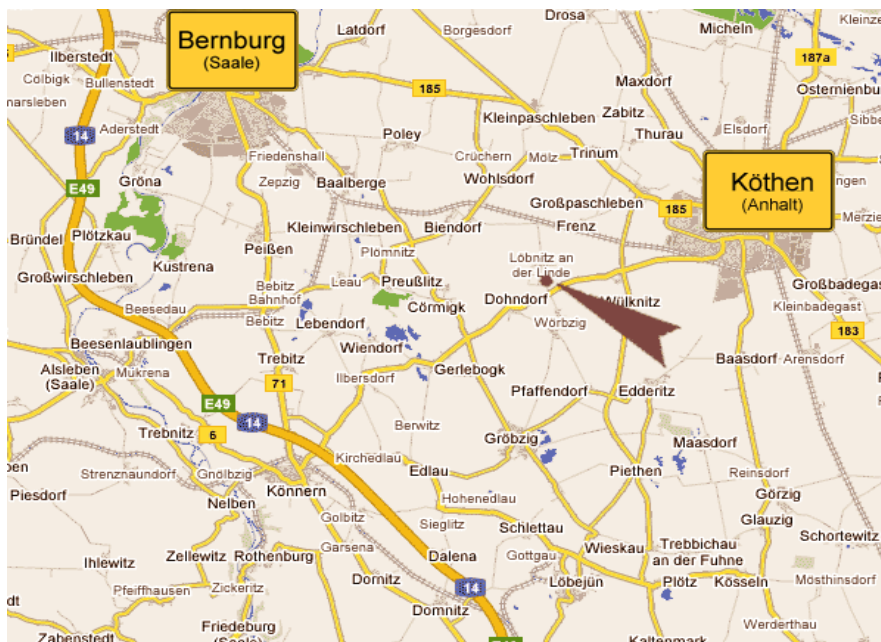 Drosa
Micheln
Kleinze
Bernburg
(Saale)
Latdorf
Borgesdorf
187a
Ilberstedt
Cölbigk
Bullenstedt
narsleben
185
Maxdorf
Osternienbu
Kleinpaschleben
Zabitz
Elsdorf
Sibbe
14
Aderstedt
Poley
Thurau
Friedenshall
Crüchern
Mölz
Trinum
E49
Gröna
Zepzig
Baalberge
Wohlsdorf
Köthen
(Anhalt)
ningen
Großpaschleben
185
Merzie
Bründel
Plötzkau
Kleinwirschleben
Biendorf
Frenz
Peißen
Plömnitz
Kustrena
Löbnitz an
der Linde
Großwirschleben
Bebitz
Bahnhof
Leau
Preußlitz
Großbadegast
Beesedau
Dohndorf
Wülknitz
Kleinbadegast
Bebitz
Lebendorf
Cörmigk
Wörbzig
183
Beesenlaublingen
Wiendorf
Trebitz
Baasdorf
Arensdorf
Alsleben
(Saale)
Mukrena
71
Ilbersdorf
Gerlebogk
Pfaffendorf
Edderitz
E49
14
Trebnitz
6
Berwitz
Gröbzig
Maasdorf
Kirchedlau
Edlau
Piethen
Reinsdorf
Strenznaundorf
Gnölbzig
Könnern
Hohenedlau
Görzig
Piesdorf
Nelben
Golbitz
Sieglitz
Schlettau
Glauzig
Schortewitz
Garsena
Wieskau
Trebbichau
an der Fuhne
Ihlewitz
Zellewitz
Rothenburg
Dalena
Gottgau
Pfeiffhausen
Zickeritz
Dornitz
14
Löbejün
Plötz
Kösseln
Mösthinsdorf
Domnitz
Friedeburg
(Saale)
Zabenstedt
Werderthau
Kaltenmark